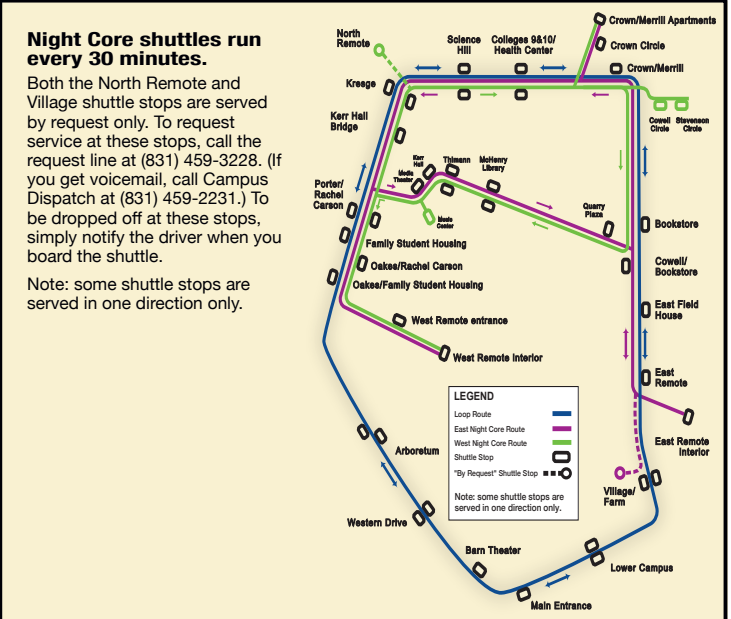 Night Core shuttles run
every 30 minutes.
Both the North Remote and
Village shuttle stops are served
by request only. To request
service at these stops, call the
request line at (831) 459-3228. (If
you get voicemail, call Campus
Dispatch at (831) 459-2231.) To
be dropped off at these stops,
simply notify the driver when you
board the shuttle.
Note: some shuttle stops are
served in one direction only.
North
Remote
Science
Hill
Colleges 9&10/
Health Center
Crown/Merrill Apartments
Crown Circle
Crown/Merrill
Kresge
Cowell
Circle
Stevenson
Circle
Kerr Hall
Bridge
Kerr
Hall
Media
Theater
Thimann
McHenry
Library
Porter/
Rachel
Carson
Music
Center
Quarry
Plaza
Bookstore
Family Student Housing
Oakes/Rachel Carson
Oakes/Family Student Housing
Cowell/
Bookstore
East Field
House
West Remote entrance
West Remote Interior
East
Remote
LEGEND
Loop Route
East Night Core Route
West Night Core Route
Shuttle Stop
"By Request" Shuttle Stop
Note: some shuttle stops are
served in one direction only.
East Remote
Interior
Arboretum
Village/
Farm
Western Drive
Barn Theater
Lower Campus
Main Entrance